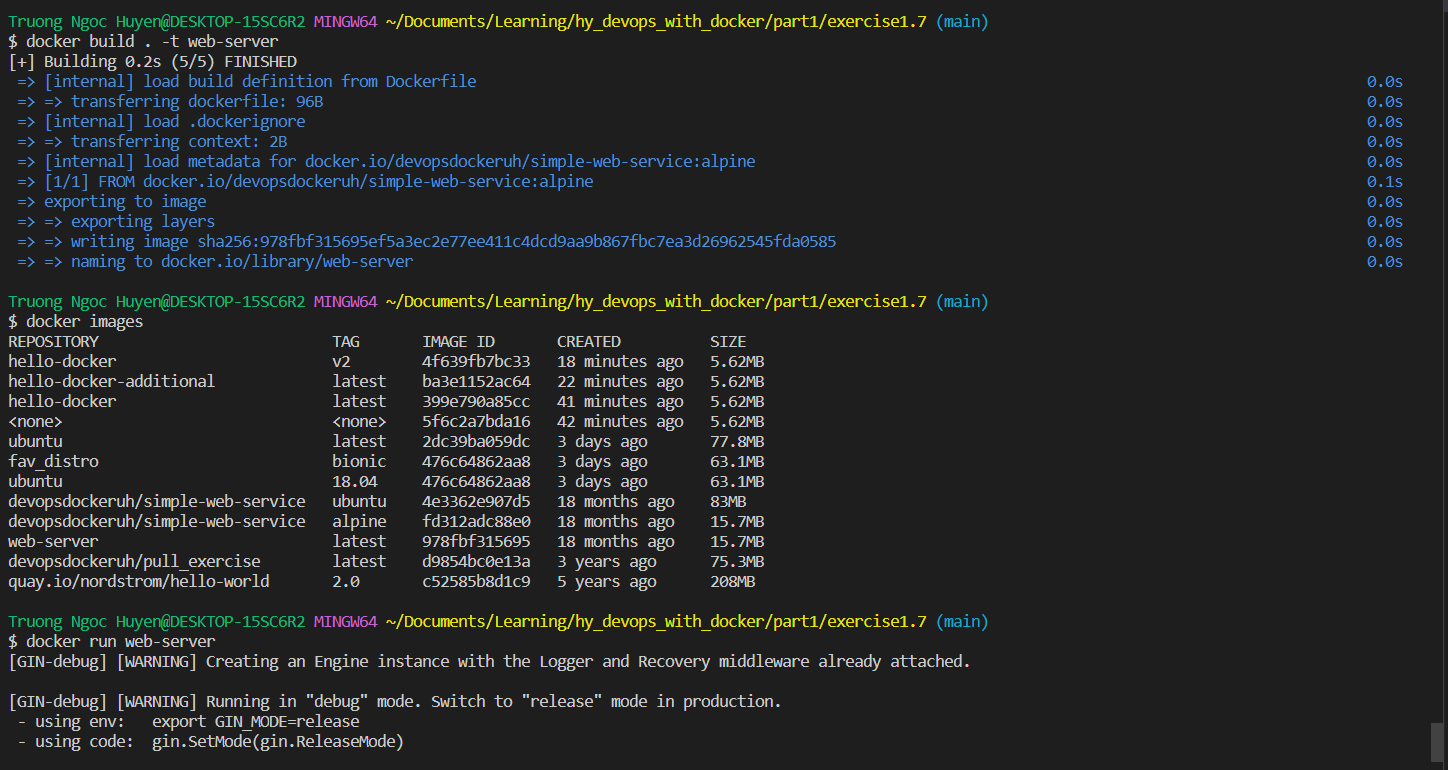 Truong Ngoc Huyen@DESKTOP-15SC6R2 MINGW64 ~/Documents/Learning/hy_devops_with_docker/part1/exercise1.7 (main)
$ docker build . -t web-server
[+] Building 0.2s (5/5) FINISHED
=> [internal] load build definition from Dockerfile 0.0s
=> => transferring dockerfile: 96B 0.0s
=> [internal] load .dockerignore 0.0s
=> => transferring context: 2B 0.0s
=> [internal] load metadata for docker.io/devopsdockeruh/simple-web-service:alpine 0.0s
=> [1/1] FROM docker.io/devopsdockeruh/simple-web-service:alpine 0.1s
=> exporting to image 0.0s
=> => exporting layers 0.0s
=> => writing image sha256:978fbf315695ef5a3ec2e77ee411c4dcd9aa9b867fbc7ea3d26962545fda0585 0.0s
=> => naming to docker.io/library/web-server 0.0s
Truong Ngoc Huyen@DESKTOP-15SC6R2 MINGW64 ~/Documents/Learning/hy_devops_with_docker/part1/exercise1.7 (main)
$ docker images
REPOSITORY TAG IMAGE ID CREATED SIZE
hello-docker v2 4f639fb7bc33 18 minutes ago 5.62MB
hello-docker-additional latest ba3e1152ac64 22 minutes ago 5.62MB
hello-docker latest 399e790a85cc 41 minutes ago 5.62MB
<none> <none> 5f6c2a7bda16 42 minutes ago 5.62MB
ubuntu latest 2dc39ba059dc 3 days ago 77.8MB
fav_distro bionic 476c64862aa8 3 days ago 63.1MB
ubuntu 18.04 476c64862aa8 3 days ago 63.1MB
devopsdockeruh/simple-web-service ubuntu 4e3362e907d5 18 months ago 83MB
devopsdockeruh/simple-web-service alpine fd312adc88e0 18 months ago 15.7MB
web-server latest 978fbf315695 18 months ago 15.7MB
devopsdockeruh/pull_exercise latest d9854bc0e13a 3 years ago 75.3MB
quay.io/nordstrom/hello-world 2.0 c52585b8d1c9 5 years ago 208MB
Truong Ngoc Huyen@DESKTOP-15SC6R2 MINGW64 ~/Documents/Learning/hy_devops_with_docker/part1/exercise1.7 (main)
$ docker run web-server
[GIN-debug] [WARNING] Creating an Engine instance with the Logger and Recovery middleware already attached.
[GIN-debug] [WARNING] Running in "debug" mode. Switch to "release" mode in production.
- using env: export GIN_MODE=release
- using code: gin.SetMode(gin.ReleaseMode)